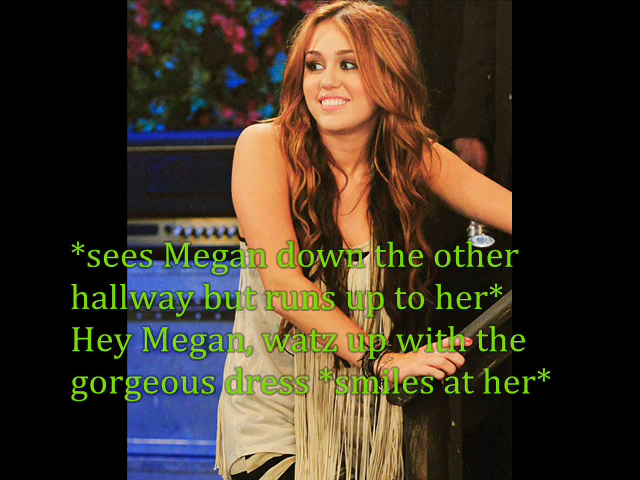 *sees Megan down the other
hallway but runs up to her*
Hey Megan, watz up with the
gorgeous dress *smiles at her*